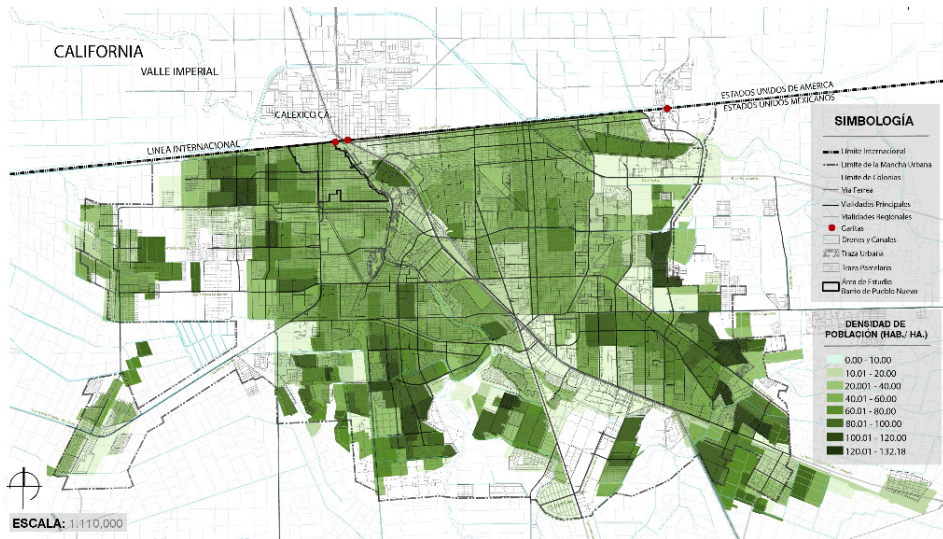 CALIFORNIA
VALLE IMPERIAL
CALEXICO CA.
LINEA INTERNACIONAL
ESTADOS UNIDOS DE AMERICA
ESTADOS UNIDOS MEXICANOS
SIMBOLOGÍA
Límite Internacional
Límite de la Mancha Urbana
Límite de Colonias
Vía Ferrea
Vialidades Principales
Vialidades Regionales
Garitas
Drenes y Canales
Traza Urbana
Traza Parcelaria
Área de Estudio
Barrio de Pueblo Nuevo
DENSIDAD DE
POBLACIÓN (HAB./ HA.)
0.00 - 10.00
10.01 - 20.00
20.001 - 40.00
40.01 - 60.00
60.01 - 80.00
80.01 - 100.00
100.01 - 120.00
120.01 - 132.18
ESCALA: 1:110,000